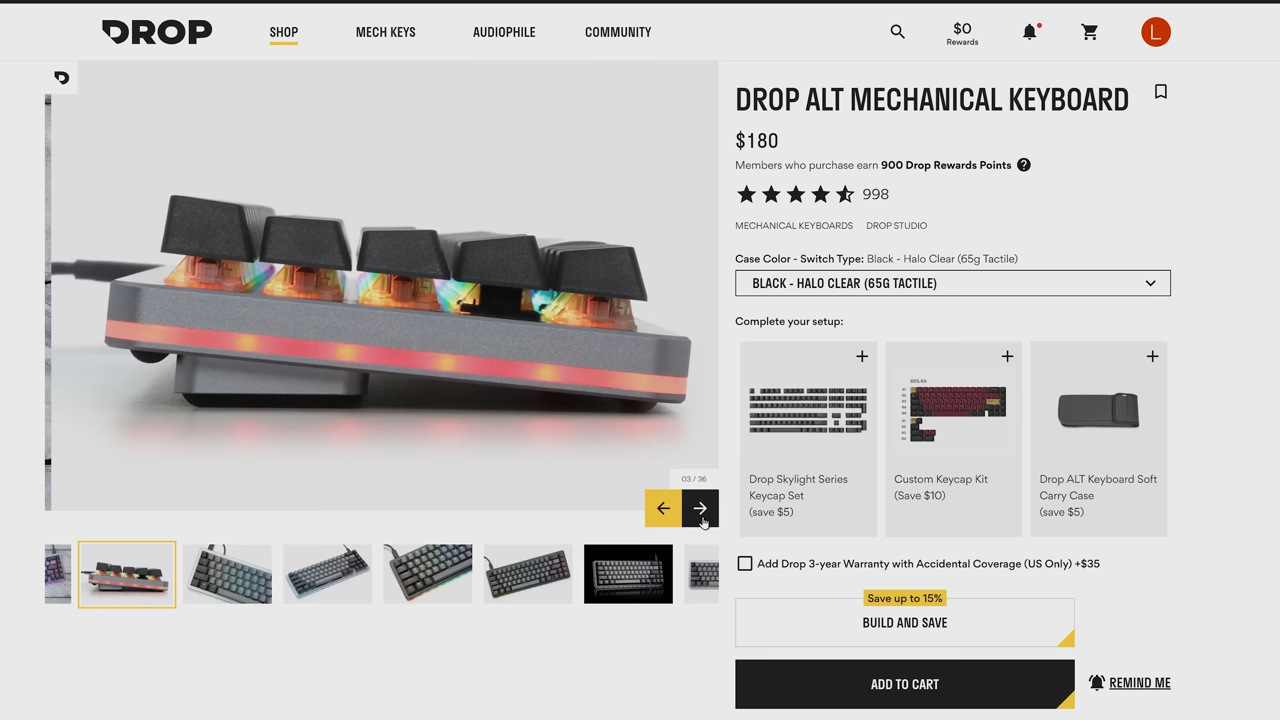 DROP
SHOP
MECH KEYS
AUDIOPHILE
COMMUNITY
$0
Rewards
L
DROP ALT MECHANICAL KEYBOARD
$180
Members who purchase earn 900 Drop Rewards Points ?
998
MECHANICAL KEYBOARDS DROP STUDIO
Case Color - Switch Type: Black - Halo Clear (65g Tactile)
BLACK - HALO CLEAR (65G TACTILE)
Complete your setup:
65% Kit
Drop Skylight Series
Keycap Set
(save $5)
Custom Keycap Kit
(Save $10)
Drop ALT Keyboard Soft
Carry Case
(save $5)
03 / 36
Add Drop 3-year Warranty with Accidental Coverage (US Only) +$35
Save up to 15%
BUILD AND SAVE
ADD TO CART
REMIND ME